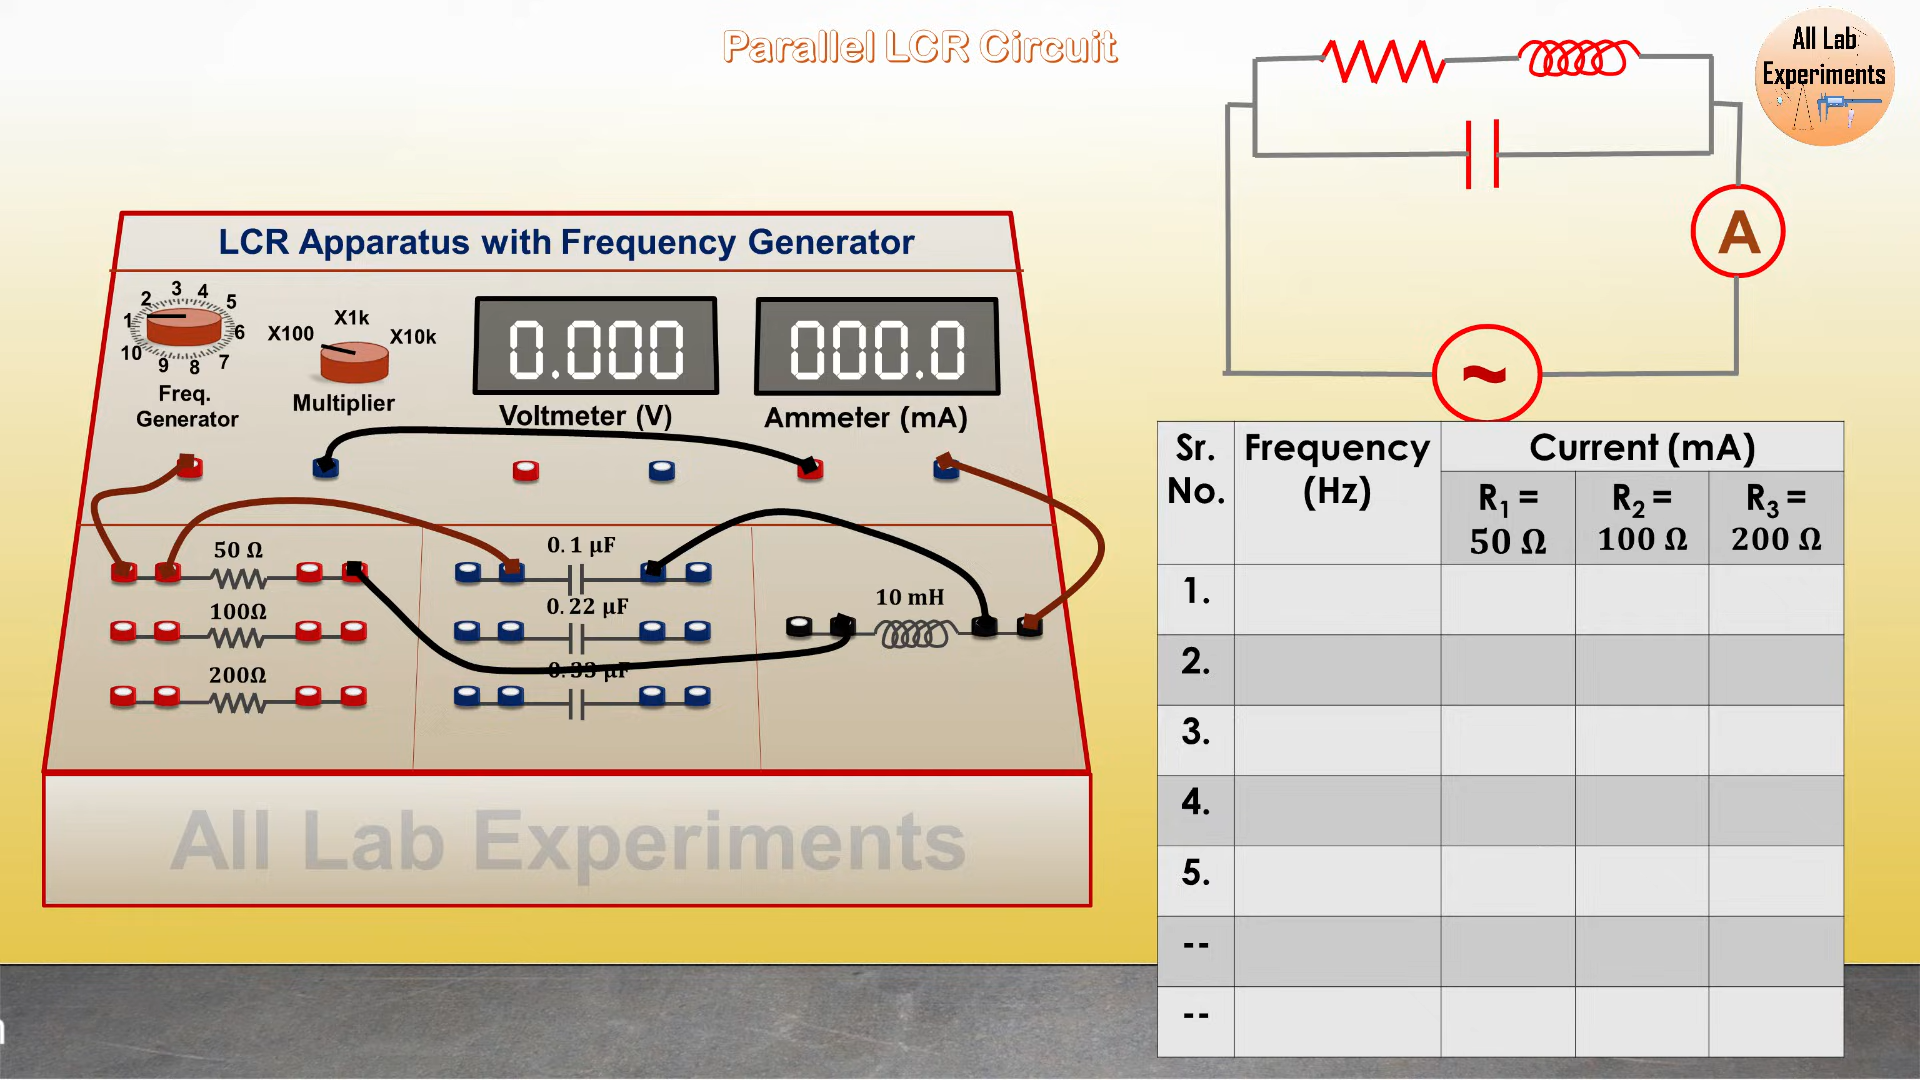 Parallel LCR Circuit
All Lab
Experiments
LCR Apparatus with Frequency Generator
1 2 3 4 5 6 7 8 9 10
Freq.
Generator
X100 X1k X10k
Multiplier
0.000
Voltmeter (V)
000.0
Ammeter (mA)
50 Ω
100Ω
200Ω
0.1 μF
0.22 μF
0.33 μF
10 mH
All Lab Experiments
A
~
Sr. No. Frequency (Hz) Current (mA)
R1 = 50 Ω R2 = 100 Ω R3 = 200 Ω
1.
2.
3.
4.
5.
--
--